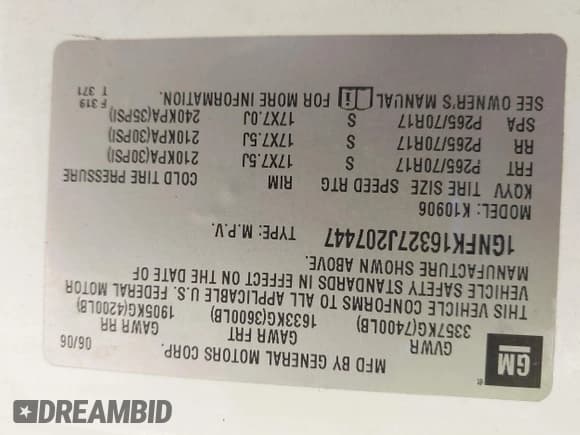 MFD BY GENERAL MOTORS CORP.
06/06
GM
GVWR GAWR FRT GAWR RR
3357KG(7400LB) 1633KG(3600LB) 1905KG(4200LB)
THIS VEHICLE CONFORMS TO ALL APPLICABLE U.S. FEDERAL MOTOR
VEHICLE SAFETY STANDARDS IN EFFECT ON THE DATE OF
MANUFACTURE SHOWN ABOVE.
1GNFK16327J207447 TYPE: M.P.V.
MODEL: K10906
KQYV TIRE SIZE SPEED RTG RIM COLD TIRE PRESSURE
FRT P265/70R17 S 17X7.5J 210KPA(30PSI)
RR P265/70R17 S 17X7.5J 210KPA(30PSI)
SPA P265/70R17 S 17X7.0J 240KPA(35PSI)
SEE OWNER'S MANUAL FOR MORE INFORMATION.
F 319
T 371
DREAMBID